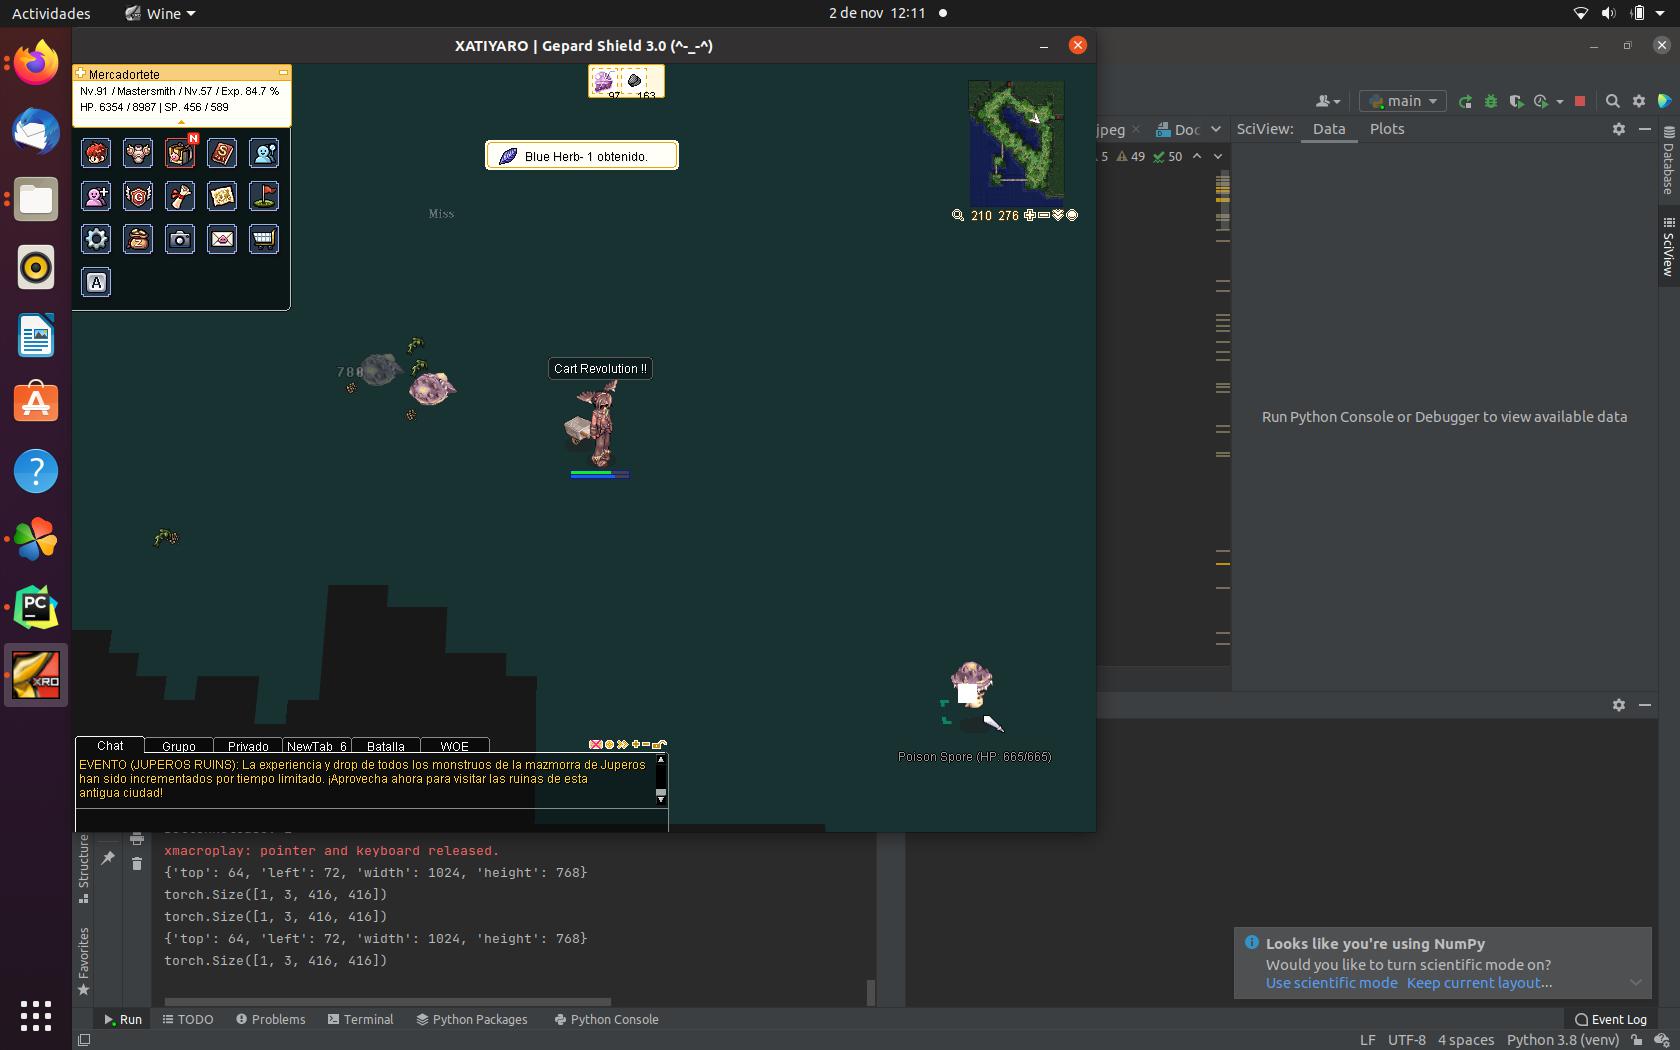 Actividades
Wine
2 de nov 12:11
XATIYARO | Gepard Shield 3.0 (^-_-^)
Mercadortete
Nv.91 / Mastersmith / Nv.57 / Exp. 84.7 %
HP. 6354 / 8987 | SP. 456 / 589
N
A
97 163
Blue Herb- 1 obtenido.
Miss
210 276
780
Cart Revolution !!
Poison Spore (HP: 665/665)
Chat
Grupo
Privado
NewTab_6
Batalla
WOE
EVENTO (JUPEROS RUINS): La experiencia y drop de todos los monstruos de la mazmorra de Juperos
han sido incrementados por tiempo limitado. ¡Aprovecha ahora para visitar las ruinas de esta
antigua ciudad!
XRO
PC
main
jpeg
Doc
SciView:
Data
Plots
5
49
50
Database
SciView
Run Python Console or Debugger to view available data
xmacroplay: pointer and keyboard released.
{'top': 64, 'left': 72, 'width': 1024, 'height': 768}
torch.Size([1, 3, 416, 416])
torch.Size([1, 3, 416, 416])
{'top': 64, 'left': 72, 'width': 1024, 'height': 768}
torch.Size([1, 3, 416, 416])
Structure
Favorites
Looks like you're using NumPy
Would you like to turn scientific mode on?
Use scientific mode Keep current layout...
Run
TODO
Problems
Terminal
Python Packages
Python Console
Event Log
LF UTF-8 4 spaces Python 3.8 (venv)